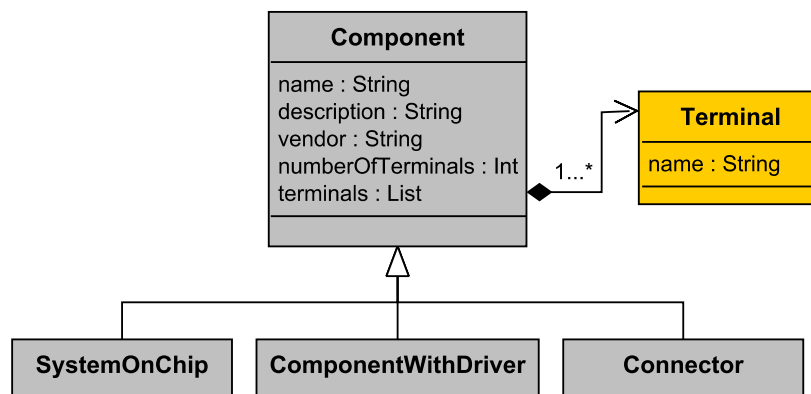 Component
name : String
description : String
vendor : String
numberOfTerminals : Int
terminals : List
1...*
Terminal
name : String
SystemOnChip
ComponentWithDriver
Connector